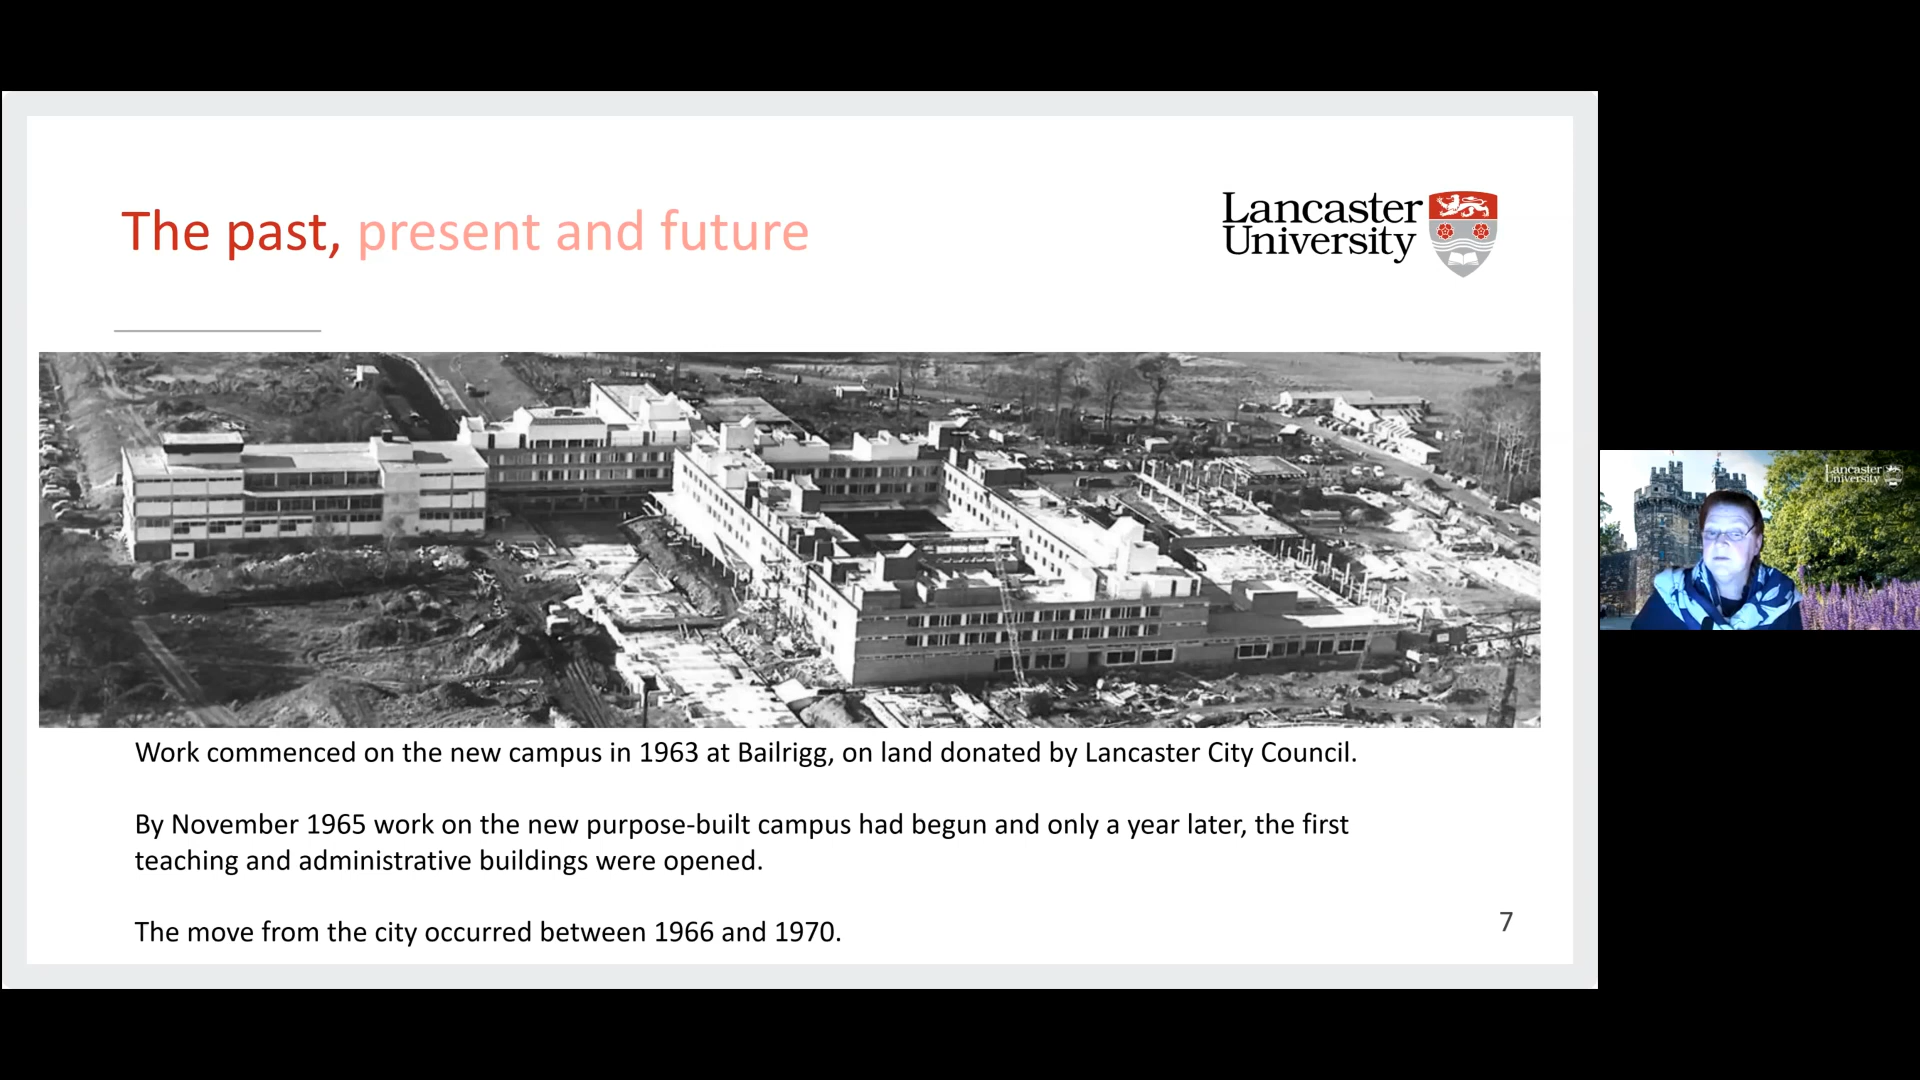 The past, present and future
Lancaster
University
Work commenced on the new campus in 1963 at Bailrigg, on land donated by Lancaster City Council.
By November 1965 work on the new purpose-built campus had begun and only a year later, the first
teaching and administrative buildings were opened.
The move from the city occurred between 1966 and 1970.
7
Lancaster
University